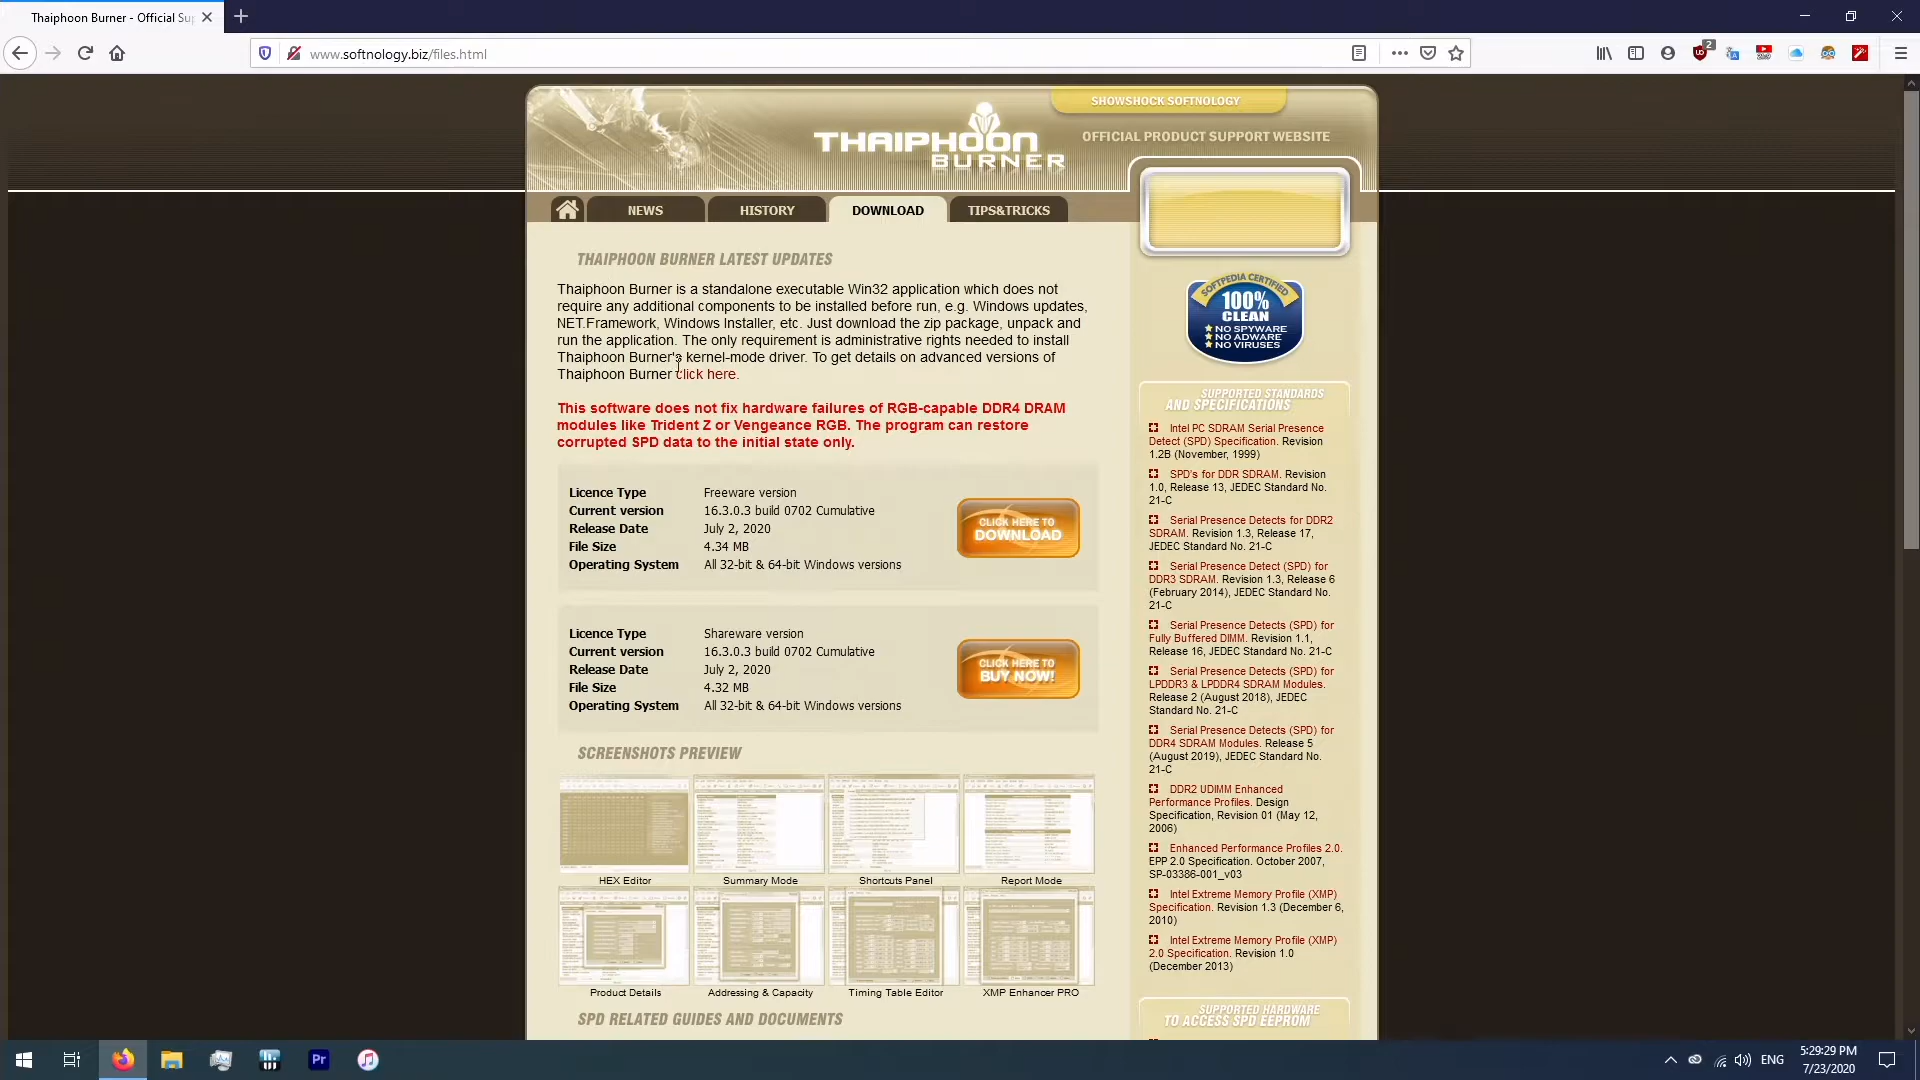 Thaiphoon Burner - Official Su
www.softnology.biz/files.html
2
SHOWSHOCK SOFTNOLOGY
THAIPHOON
BURNER
OFFICIAL PRODUCT SUPPORT WEBSITE
NEWS
HISTORY
DOWNLOAD
TIPS&TRICKS
THAIPHOON BURNER LATEST UPDATES
Thaiphoon Burner is a standalone executable Win32 application which does not
require any additional components to be installed before run, e.g. Windows updates,
NET.Framework, Windows Installer, etc. Just download the zip package, unpack and
run the application. The only requirement is administrative rights needed to install
Thaiphoon Burner's kernel-mode driver. To get details on advanced versions of
Thaiphoon Burner click here.
This software does not fix hardware failures of RGB-capable DDR4 DRAM
modules like Trident Z or Vengeance RGB. The program can restore
corrupted SPD data to the initial state only.
Licence Type Freeware version
Current version 16.3.0.3 build 0702 Cumulative
Release Date July 2, 2020
File Size 4.34 MB
Operating System All 32-bit & 64-bit Windows versions
CLICK HERE TO
DOWNLOAD
Licence Type Shareware version
Current version 16.3.0.3 build 0702 Cumulative
Release Date July 2, 2020
File Size 4.32 MB
Operating System All 32-bit & 64-bit Windows versions
CLICK HERE TO
BUY NOW!
SCREENSHOTS PREVIEW
HEX Editor
Summary Mode
Shortcuts Panel
Report Mode
Product Details
Addressing & Capacity
Timing Table Editor
XMP Enhancer PRO
SPD RELATED GUIDES AND DOCUMENTS
SOFTPEDIA CERTIFIED
100%
CLEAN
NO SPYWARE
NO ADWARE
NO VIRUSES
SUPPORTED STANDARDS
AND SPECIFICATIONS
Intel PC SDRAM Serial Presence
Detect (SPD) Specification. Revision
1.2B (November, 1999)
SPD's for DDR SDRAM. Revision
1.0, Release 13, JEDEC Standard No.
21-C
Serial Presence Detects for DDR2
SDRAM. Revision 1.3, Release 17,
JEDEC Standard No. 21-C
Serial Presence Detect (SPD) for
DDR3 SDRAM. Revision 1.3, Release 6
(February 2014), JEDEC Standard No.
21-C
Serial Presence Detects (SPD) for
Fully Buffered DIMM. Revision 1.1,
Release 16, JEDEC Standard No. 21-C
Serial Presence Detects (SPD) for
LPDDR3 & LPDDR4 SDRAM Modules.
Release 2 (August 2018), JEDEC
Standard No. 21-C
Serial Presence Detects (SPD) for
DDR4 SDRAM Modules. Release 5
(August 2019), JEDEC Standard No.
21-C
DDR2 UDIMM Enhanced
Performance Profiles. Design
Specification, Revision 01 (May 12,
2006)
Enhanced Performance Profiles 2.0.
EPP 2.0 Specification. October 2007,
SP-03386-001_v03
Intel Extreme Memory Profile (XMP)
Specification. Revision 1.3 (December 6,
2010)
Intel Extreme Memory Profile (XMP)
2.0 Specification. Revision 1.0
(December 2013)
SUPPORTED HARDWARE
TO ACCESS SPD EEPROM
Pr
ENG
5:29:29 PM
7/23/2020